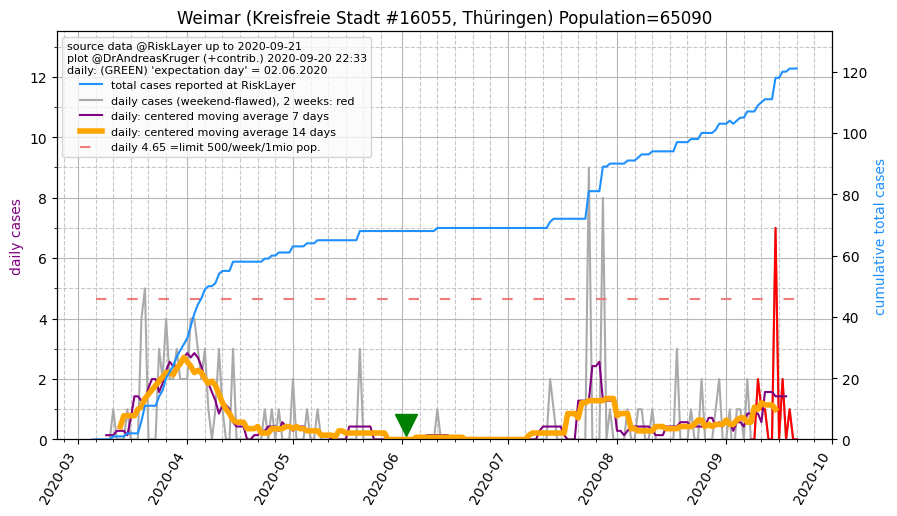 Weimar (Kreisfreie Stadt #16055, Thüringen) Population=65090
source data @RiskLayer up to 2020-09-21
plot @DrAndreasKruger (+contrib.) 2020-09-20 22:33
daily: (GREEN) 'expectation day' = 02.06.2020
total cases reported at RiskLayer
daily cases (weekend-flawed), 2 weeks: red
daily: centered moving average 7 days
daily: centered moving average 14 days
daily 4.65 =limit 500/week/1mio pop.
daily cases
12
10
8
6
4
2
0
120
100
80
60
40
20
0
cumulative total cases
2020-03
2020-04
2020-05
2020-06
2020-07
2020-08
2020-09
2020-10